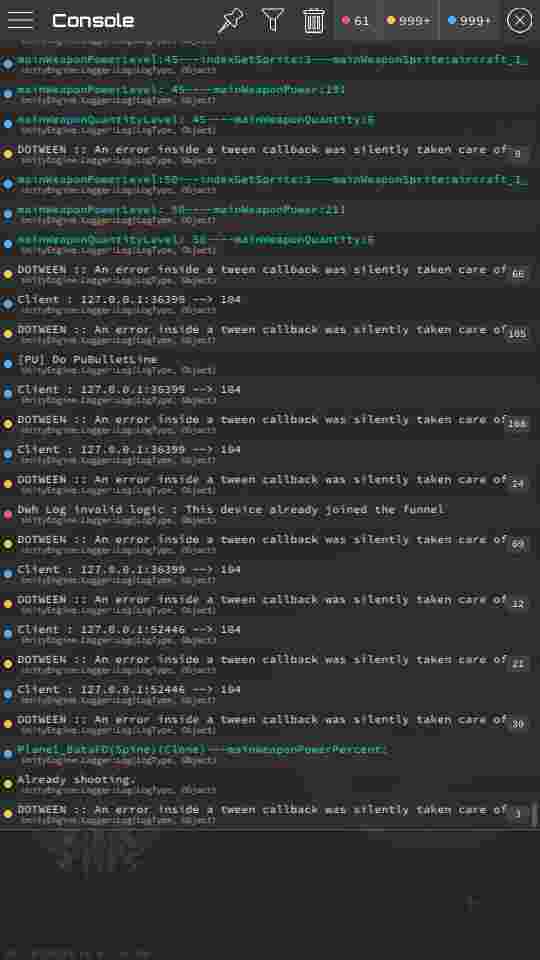 Console
61
999+
999+
mainWeaponPowerLevel:45---indexGetSprite:3---mainWeaponSprite:aircraft_1_
UnityEngine.Logger:Log(LogType, Object)
mainWeaponPowerLevel: 45----mainWeaponPower:191
UnityEngine.Logger:Log(LogType, Object)
mainWeaponQuantityLevel: 45----mainWeaponQuantity:6
UnityEngine.Logger:Log(LogType, Object)
DOTWEEN :: An error inside a tween callback was silently taken care of
UnityEngine.Logger:Log(LogType, Object)
mainWeaponPowerLevel:50---indexGetSprite:3---mainWeaponSprite:aircraft_1_
UnityEngine.Logger:Log(LogType, Object)
mainWeaponPowerLevel: 50----mainWeaponPower:211
UnityEngine.Logger:Log(LogType, Object)
mainWeaponQuantityLevel: 50----mainWeaponQuantity:6
UnityEngine.Logger:Log(LogType, Object)
DOTWEEN :: An error inside a tween callback was silently taken care of 66
UnityEngine.Logger:Log(LogType, Object)
Client : 127.0.0.1:36399 --> 184
UnityEngine.Logger:Log(LogType, Object)
DOTWEEN :: An error inside a tween callback was silently taken care of 105
UnityEngine.Logger:Log(LogType, Object)
[PU] Do PuBulletTime
UnityEngine.Logger:Log(LogType, Object)
Client : 127.0.0.1:36399 --> 184
UnityEngine.Logger:Log(LogType, Object)
DOTWEEN :: An error inside a tween callback was silently taken care of
UnityEngine.Logger:Log(LogType, Object)
Client : 127.0.0.1:36399 --> 184
UnityEngine.Logger:Log(LogType, Object)
DOTWEEN :: An error inside a tween callback was silently taken care of 24
UnityEngine.Logger:Log(LogType, Object)
Dwh Log invalid logic : This device already joined the funnel
UnityEngine.Logger:Log(LogType, Object)
DOTWEEN :: An error inside a tween callback was silently taken care of 69
UnityEngine.Logger:Log(LogType, Object)
Client : 127.0.0.1:36399 --> 184
UnityEngine.Logger:Log(LogType, Object)
DOTWEEN :: An error inside a tween callback was silently taken care of 12
UnityEngine.Logger:Log(LogType, Object)
Client : 127.0.0.1:52446 --> 184
UnityEngine.Logger:Log(LogType, Object)
DOTWEEN :: An error inside a tween callback was silently taken care of 21
UnityEngine.Logger:Log(LogType, Object)
Client : 127.0.0.1:52446 --> 184
UnityEngine.Logger:Log(LogType, Object)
DOTWEEN :: An error inside a tween callback was silently taken care of 30
UnityEngine.Logger:Log(LogType, Object)
Plane1_BataFD(Spine)(Clone)---mainWeaponPowerPercent:
UnityEngine.Logger:Log(LogType, Object)
Already shooting.
UnityEngine.Logger:Log(LogType, Object)
DOTWEEN :: An error inside a tween callback was silently taken care of 3
UnityEngine.Logger:Log(LogType, Object)